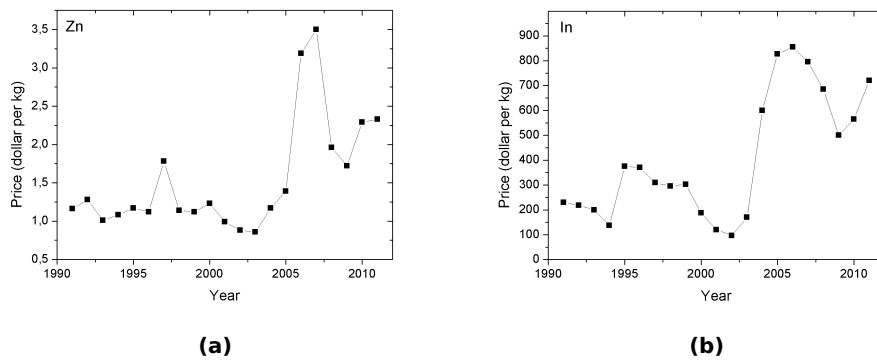 Zn
3,5
3,0
2,5
2,0
1,5
1,0
0,5
Price (dollar per kg)
1990 1995 2000 2005 2010
Year
(a)
In
900
800
700
600
500
400
300
200
100
0
Price (dollar per kg)
1990 1995 2000 2005 2010
Year
(b)